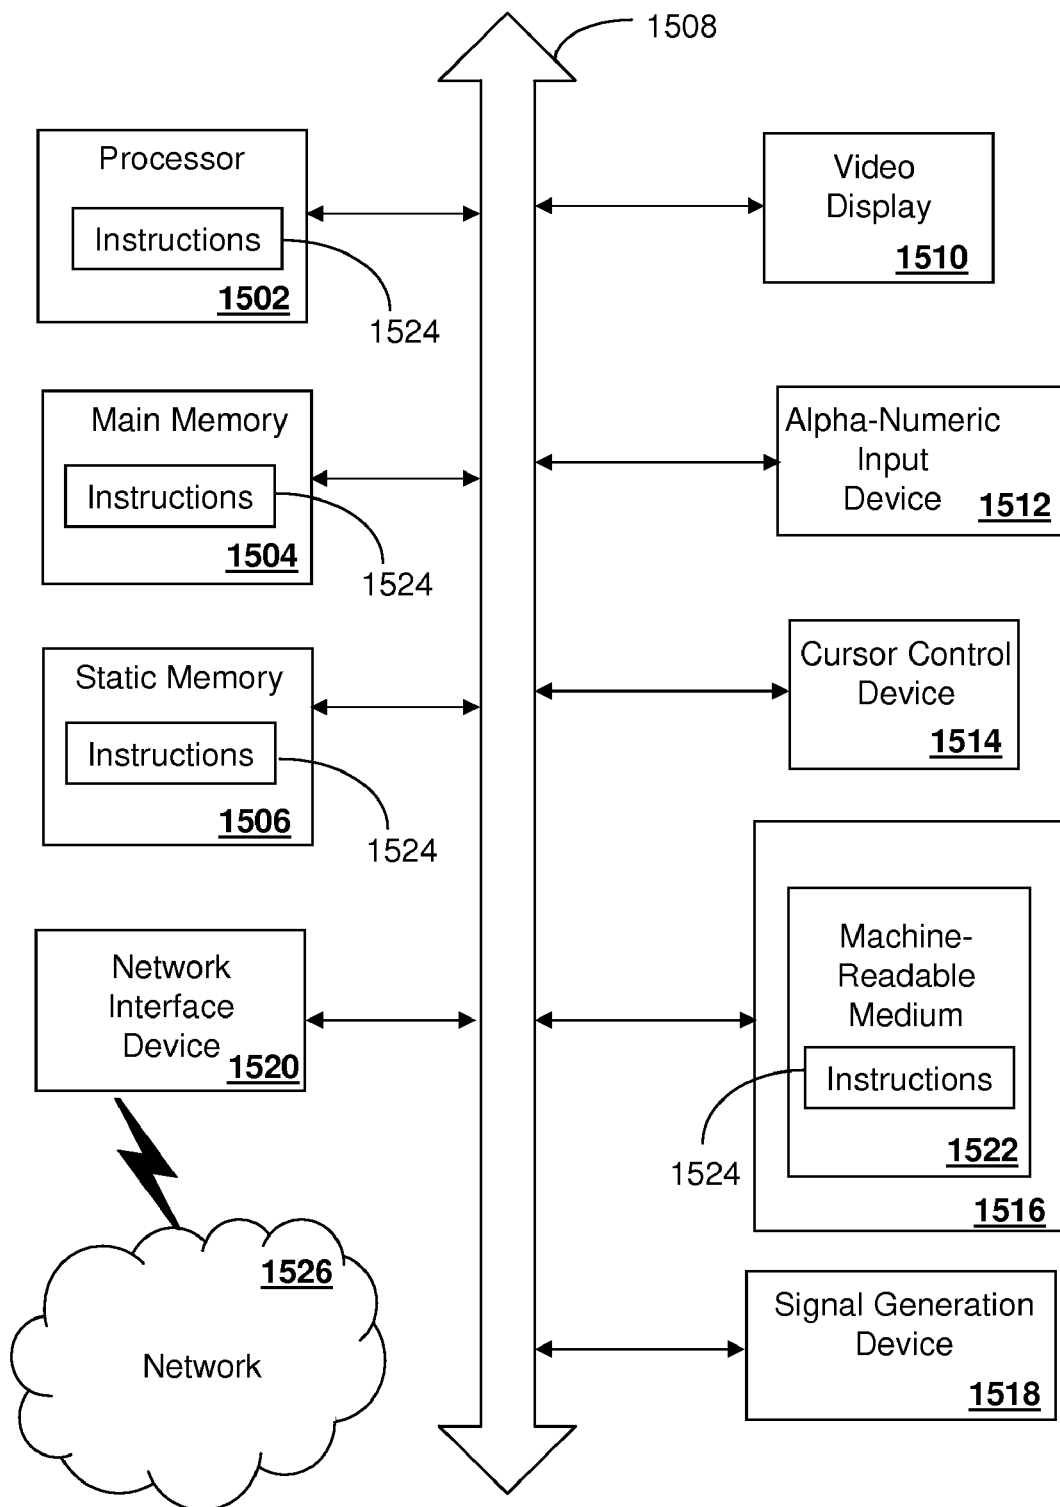 1508
Processor
Instructions
1502
1524
Video
Display
1510
Main Memory
Instructions
1504
1524
Alpha-Numeric
Input
Device
1512
Static Memory
Instructions
1506
1524
Cursor Control
Device
1514
Network
Interface
Device
1520
Machine-
Readable
Medium
Instructions
1522
1524
1516
1526
Network
Signal Generation
Device
1518